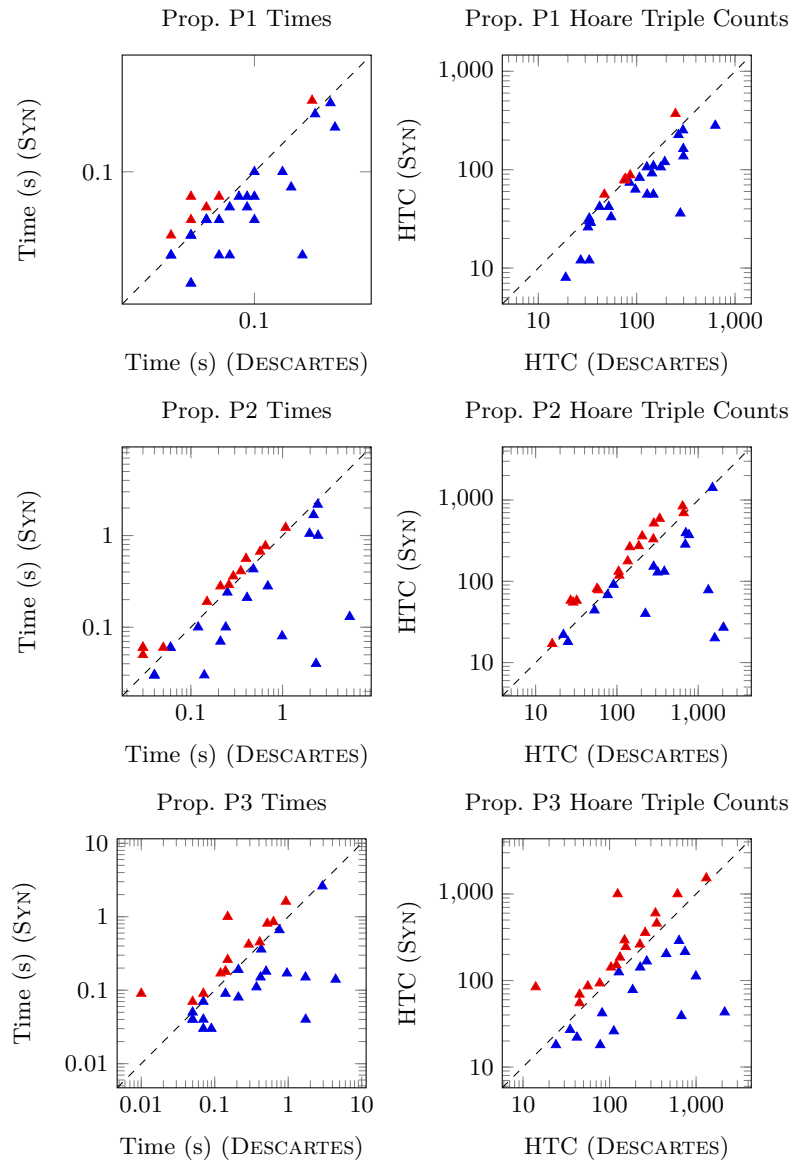 Prop. P1 Times
Time (s) (SYN)
0.1
0.1
Time (s) (DESCARTES)
Prop. P1 Hoare Triple Counts
HTC (SYN)
1,000
100
10
10 100 1,000
HTC (DESCARTES)
Prop. P2 Times
Time (s) (SYN)
1
0.1
0.1 1
Time (s) (DESCARTES)
Prop. P2 Hoare Triple Counts
HTC (SYN)
1,000
100
10
10 100 1,000
HTC (DESCARTES)
Prop. P3 Times
Time (s) (SYN)
10
1
0.1
0.01
0.01 0.1 1 10
Time (s) (DESCARTES)
Prop. P3 Hoare Triple Counts
HTC (SYN)
1,000
100
10
10 100 1,000
HTC (DESCARTES)